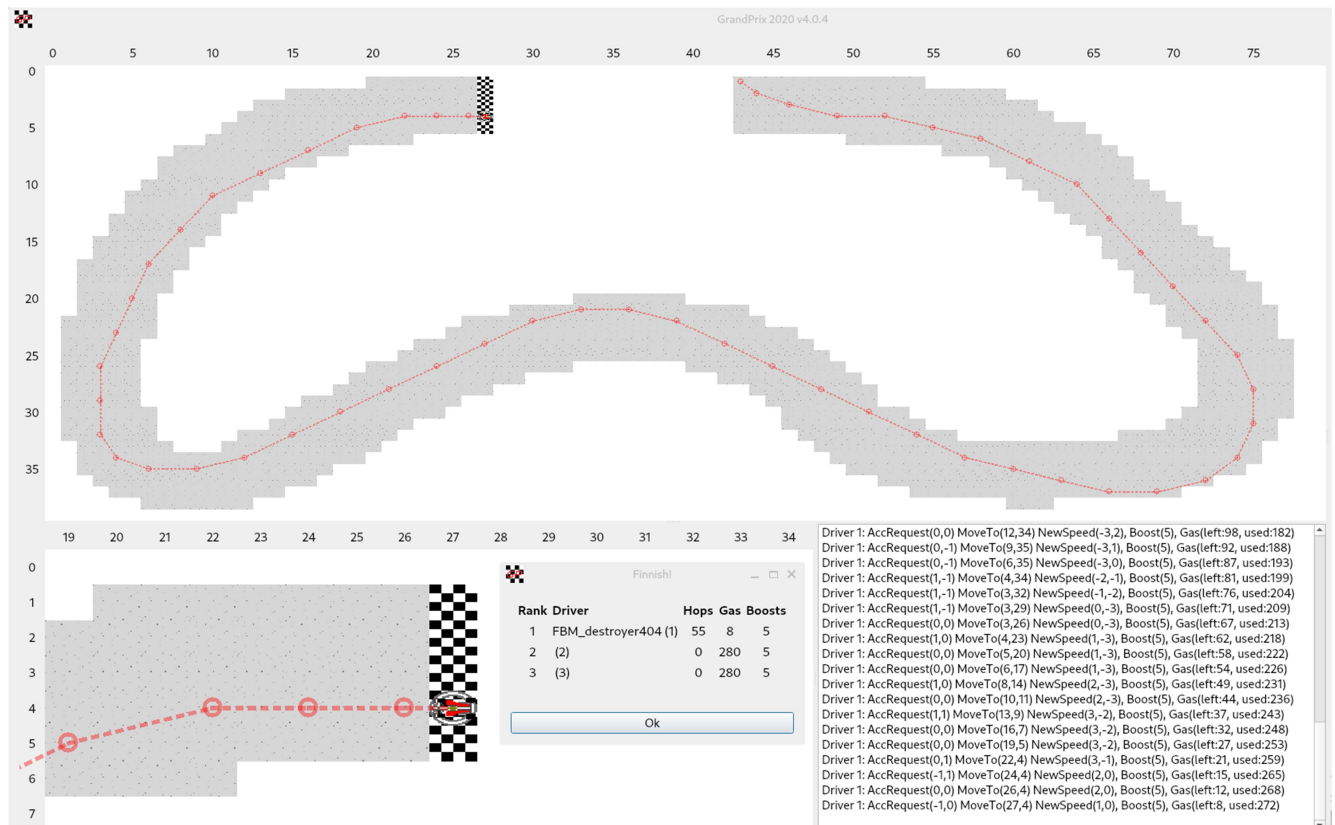 GrandPrix 2020 v4.0.4
0 5 10 15 20 25 30 35 40 45 50 55 60 65 70 75
0
5
10
15
20
25
30
35
19 20 21 22 23 24 25 26 27 28 29 30 31 32 33 34
0
1
2
3
4
5
6
7
Finnish!
Rank Driver Hops Gas Boosts
1 FBM_destroyer404 (1) 55 8 5
2 (2) 0 280 5
3 (3) 0 280 5
Ok
Driver 1: AccRequest(0,0) MoveTo(12,34) NewSpeed(-3,2), Boost(5), Gas(left:98, used:182)
Driver 1: AccRequest(0,-1) MoveTo(9,35) NewSpeed(-3,1), Boost(5), Gas(left:92, used:188)
Driver 1: AccRequest(0,-1) MoveTo(6,35) NewSpeed(-3,0), Boost(5), Gas(left:87, used:193)
Driver 1: AccRequest(1,-1) MoveTo(4,34) NewSpeed(-2,-1), Boost(5), Gas(left:81, used:199)
Driver 1: AccRequest(1,-1) MoveTo(3,32) NewSpeed(-1,-2), Boost(5), Gas(left:76, used:204)
Driver 1: AccRequest(1,-1) MoveTo(3,29) NewSpeed(0,-3), Boost(5), Gas(left:71, used:209)
Driver 1: AccRequest(0,0) MoveTo(3,26) NewSpeed(0,-3), Boost(5), Gas(left:67, used:213)
Driver 1: AccRequest(1,0) MoveTo(4,23) NewSpeed(1,-3), Boost(5), Gas(left:62, used:218)
Driver 1: AccRequest(0,0) MoveTo(5,20) NewSpeed(1,-3), Boost(5), Gas(left:58, used:222)
Driver 1: AccRequest(0,0) MoveTo(6,17) NewSpeed(1,-3), Boost(5), Gas(left:54, used:226)
Driver 1: AccRequest(1,0) MoveTo(8,14) NewSpeed(2,-3), Boost(5), Gas(left:49, used:231)
Driver 1: AccRequest(0,0) MoveTo(10,11) NewSpeed(2,-3), Boost(5), Gas(left:44, used:236)
Driver 1: AccRequest(1,1) MoveTo(13,9) NewSpeed(3,-2), Boost(5), Gas(left:37, used:243)
Driver 1: AccRequest(0,0) MoveTo(16,7) NewSpeed(3,-2), Boost(5), Gas(left:32, used:248)
Driver 1: AccRequest(0,0) MoveTo(19,5) NewSpeed(3,-2), Boost(5), Gas(left:27, used:253)
Driver 1: AccRequest(0,1) MoveTo(22,4) NewSpeed(3,-1), Boost(5), Gas(left:21, used:259)
Driver 1: AccRequest(-1,1) MoveTo(24,4) NewSpeed(2,0), Boost(5), Gas(left:15, used:265)
Driver 1: AccRequest(0,0) MoveTo(26,4) NewSpeed(2,0), Boost(5), Gas(left:12, used:268)
Driver 1: AccRequest(-1,0) MoveTo(27,4) NewSpeed(1,0), Boost(5), Gas(left:8, used:272)